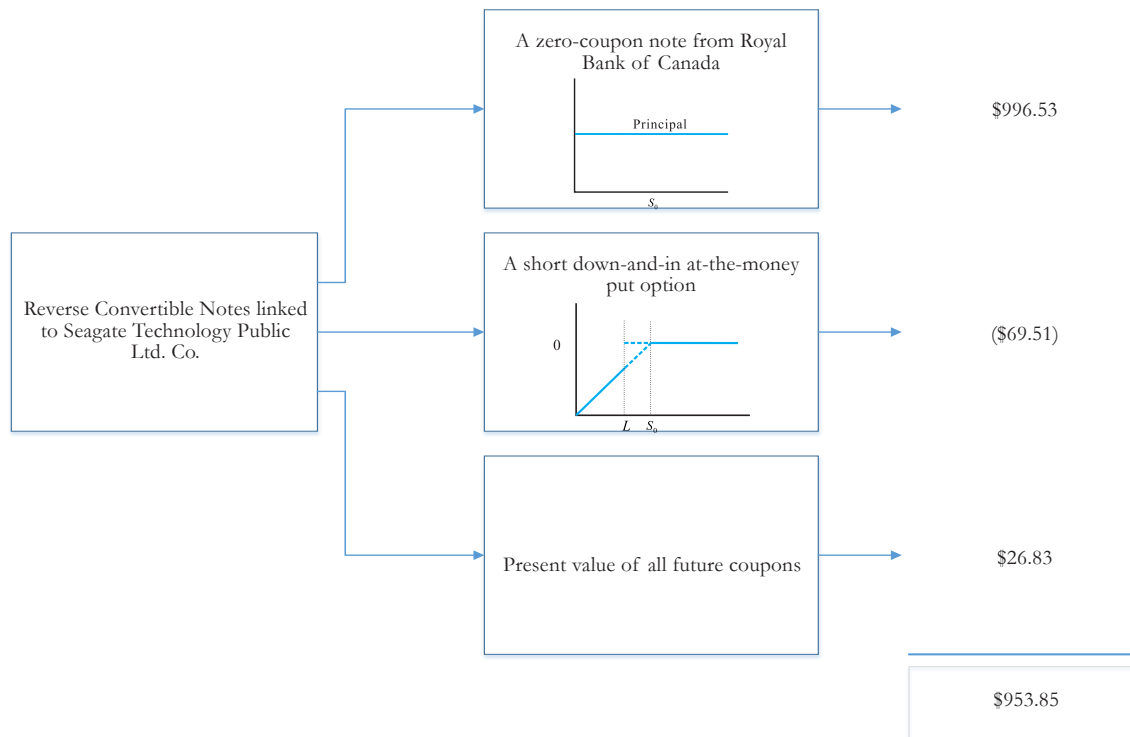 A zero-coupon note from Royal
Bank of Canada
Principal
S₀
$996.53
Reverse Convertible Notes linked
to Seagate Technology Public
Ltd. Co.
A short down-and-in at-the-money
put option
0
L S₀
($69.51)
Present value of all future coupons
$26.83
$953.85